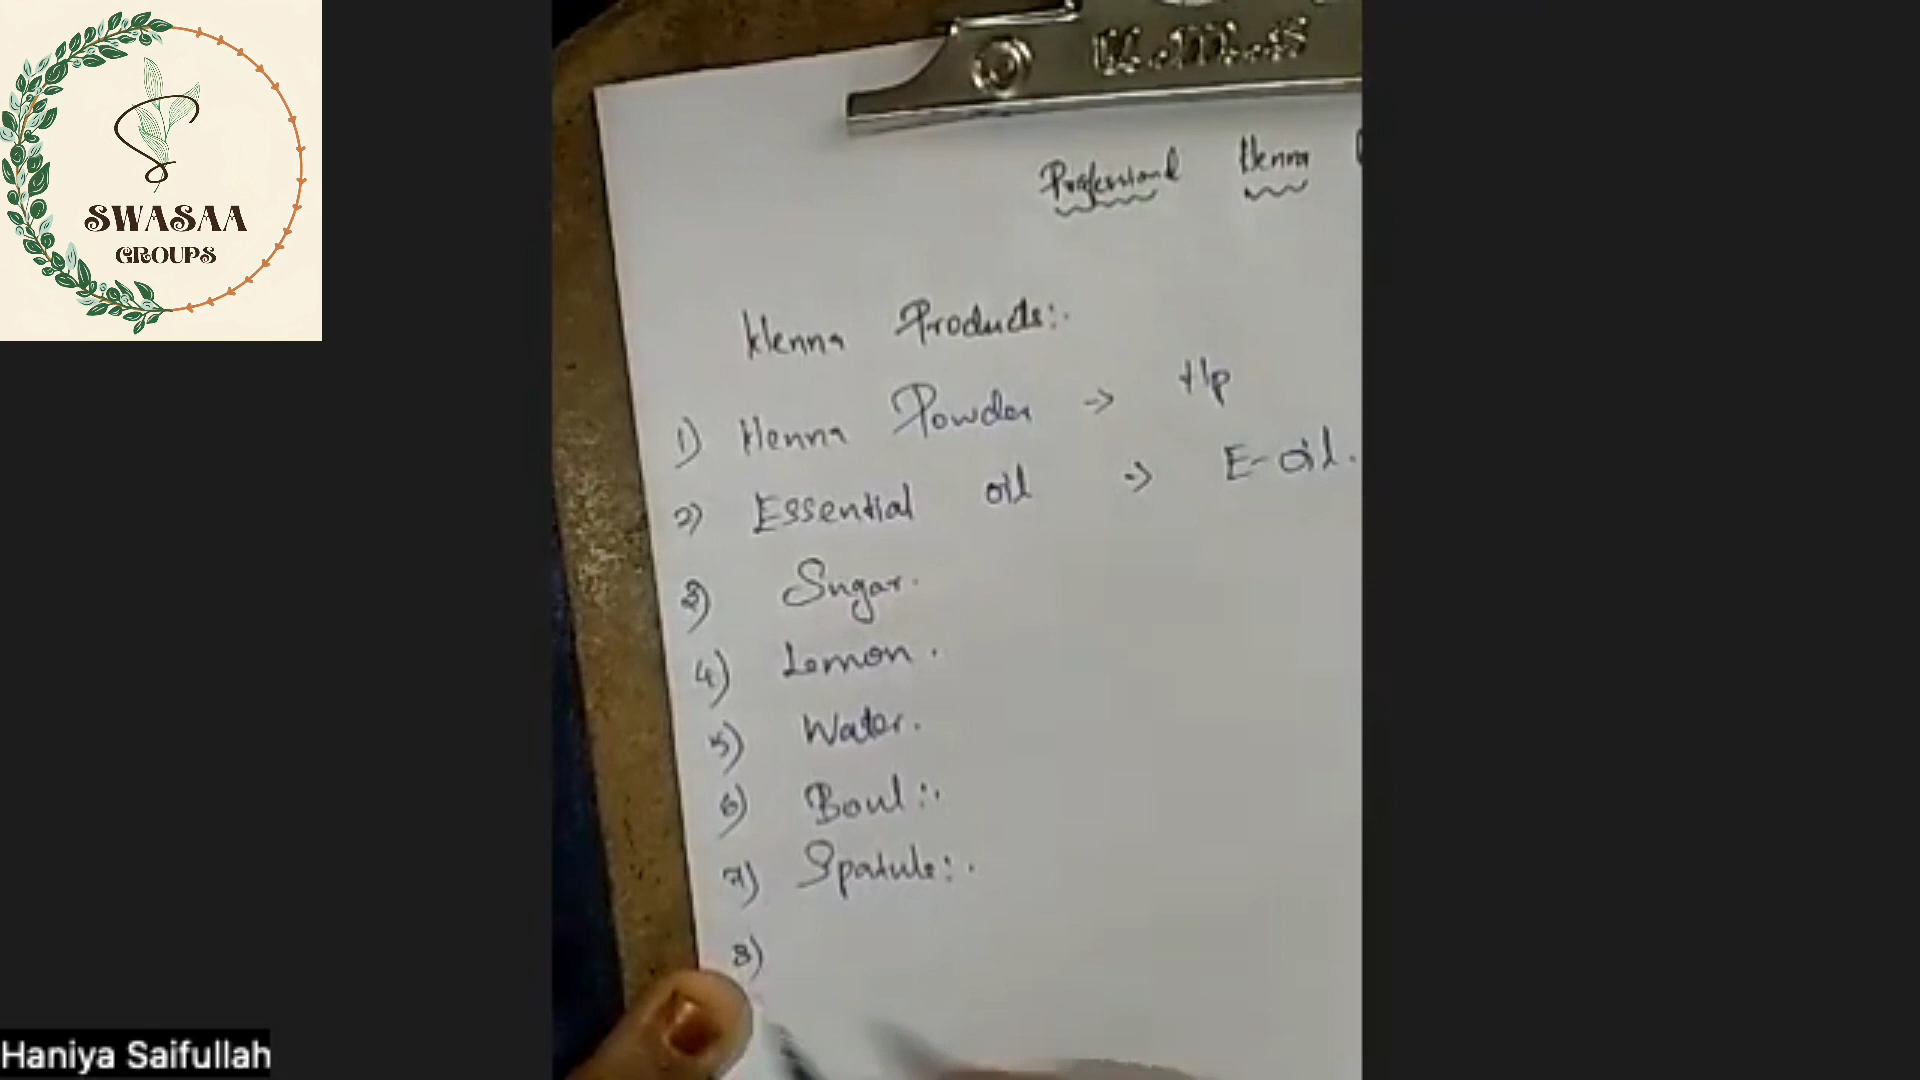 SWASAA
GROUPS
K.M.S
Professional Henna
Henna Products:.
1) Henna Powder → Hp
2) Essential oil → E-oil.
3) Sugar.
4) Lemon.
5) Water.
6) Boul:.
7) Spatule:.
8)
Haniya Saifullah